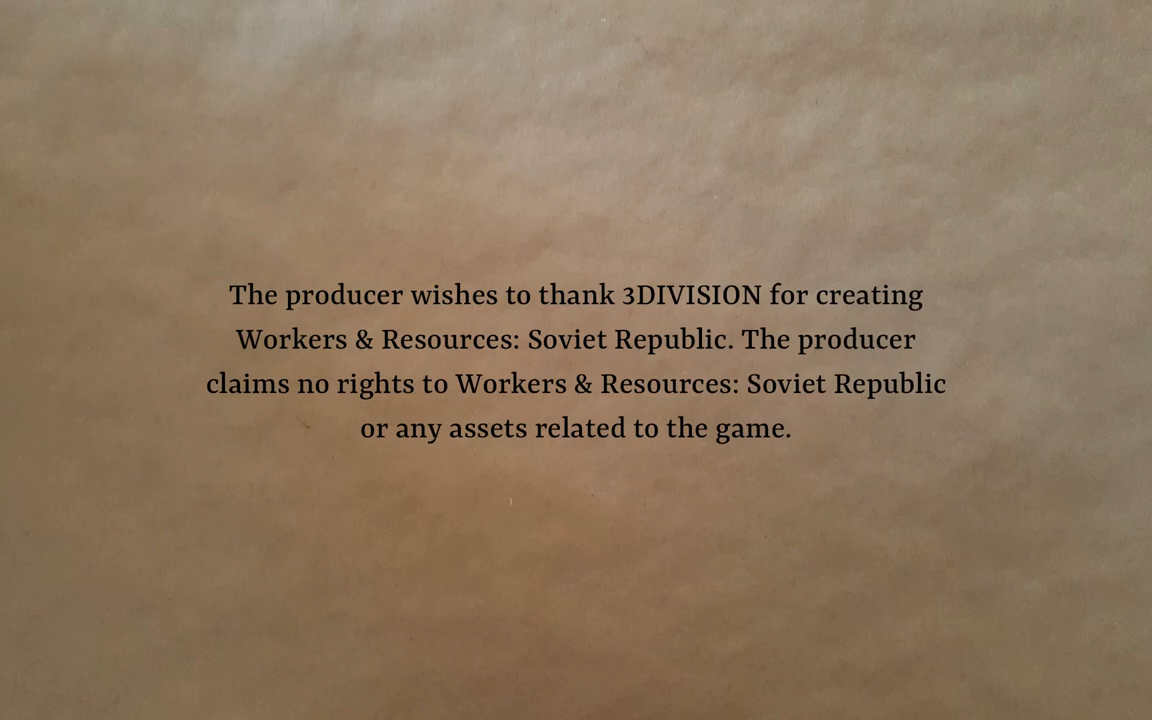 The producer wishes to thank 3DIVISION for creating
Workers & Resources: Soviet Republic. The producer
claims no rights to Workers & Resources: Soviet Republic
or any assets related to the game.